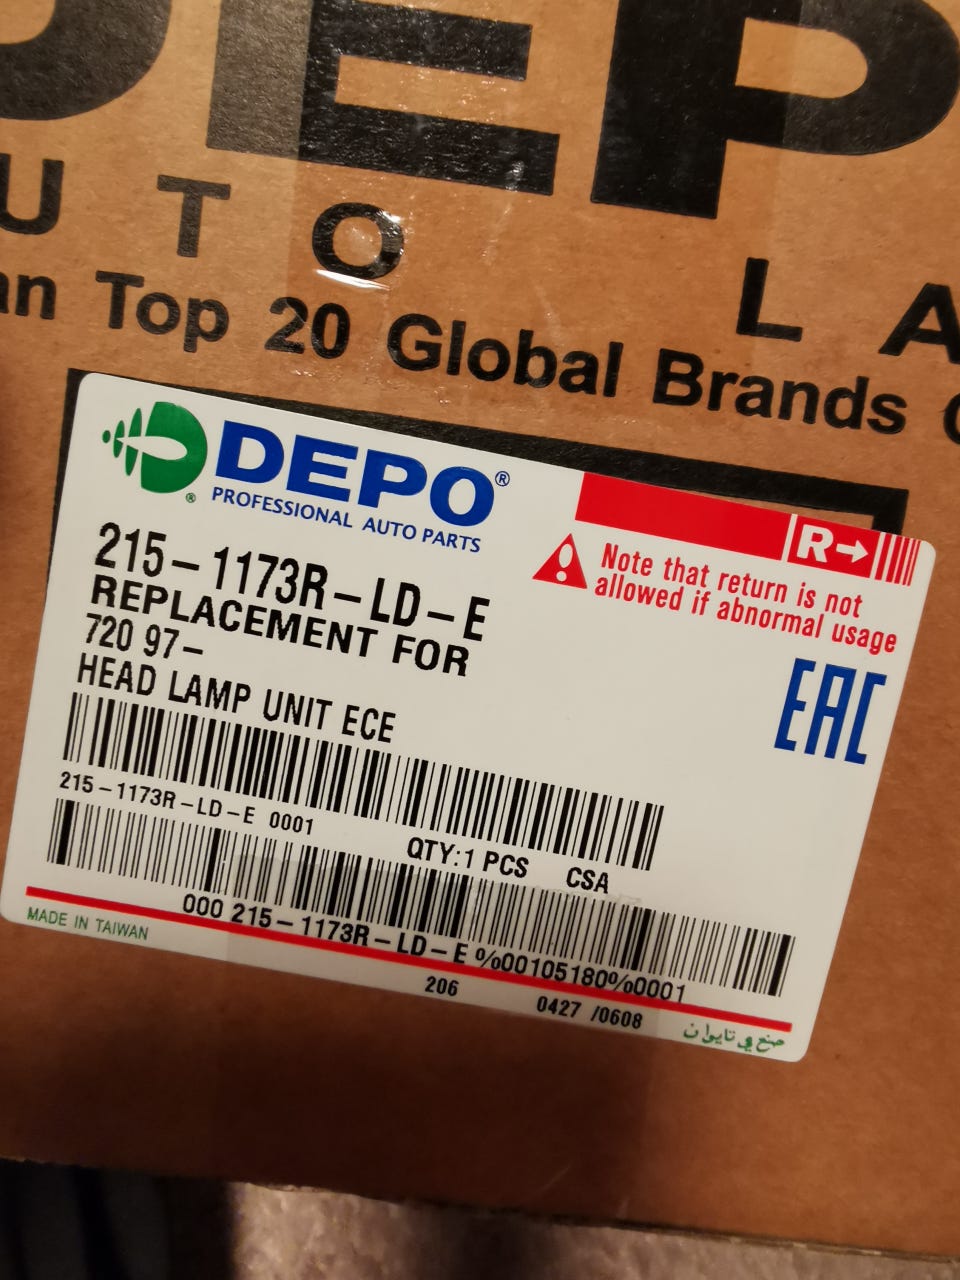 DEP
UTO LA
an Top 20 Global Brands
DEPO®
®
PROFESSIONAL AUTO PARTS
R→
Note that return is not
allowed if abnormal usage
215-1173R-LD-E
REPLACEMENT FOR
720 97-
HEAD LAMP UNIT ECE
EAC
215-1173R-LD-E 0001
QTY:1 PCS CSA
000 215-1173R-LD-E %00105180%0001
MADE IN TAIWAN
206 0427 /0608
صنع في تايوان